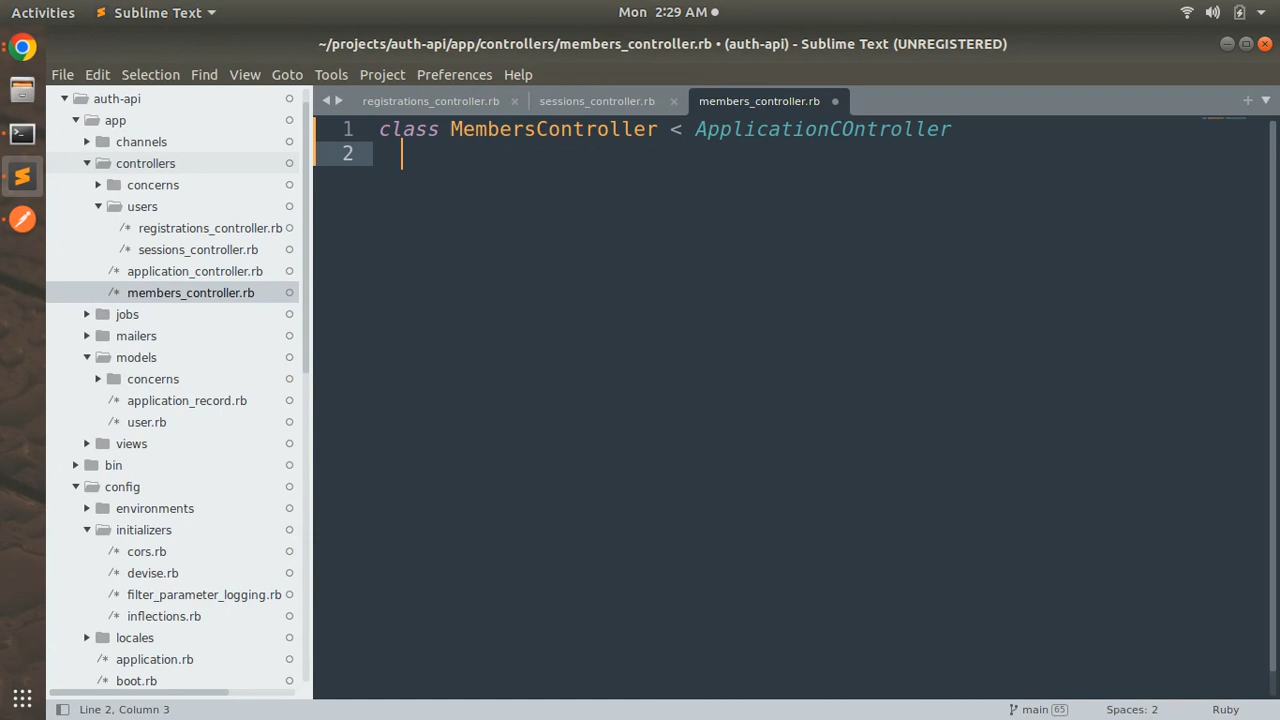 Activities
Sublime Text
Mon 2:29 AM
~/projects/auth-api/app/controllers/members_controller.rb • (auth-api) - Sublime Text (UNREGISTERED)
File Edit Selection Find View Goto Tools Project Preferences Help
auth-api
app
channels
controllers
concerns
users
registrations_controller.rb
sessions_controller.rb
application_controller.rb
members_controller.rb
jobs
mailers
models
concerns
application_record.rb
user.rb
views
bin
config
environments
initializers
cors.rb
devise.rb
filter_parameter_logging.rb
inflections.rb
locales
application.rb
boot.rb
registrations_controller.rb
sessions_controller.rb
members_controller.rb
1 class MembersController < ApplicationCOntroller
2
Line 2, Column 3
main 65
Spaces: 2
Ruby